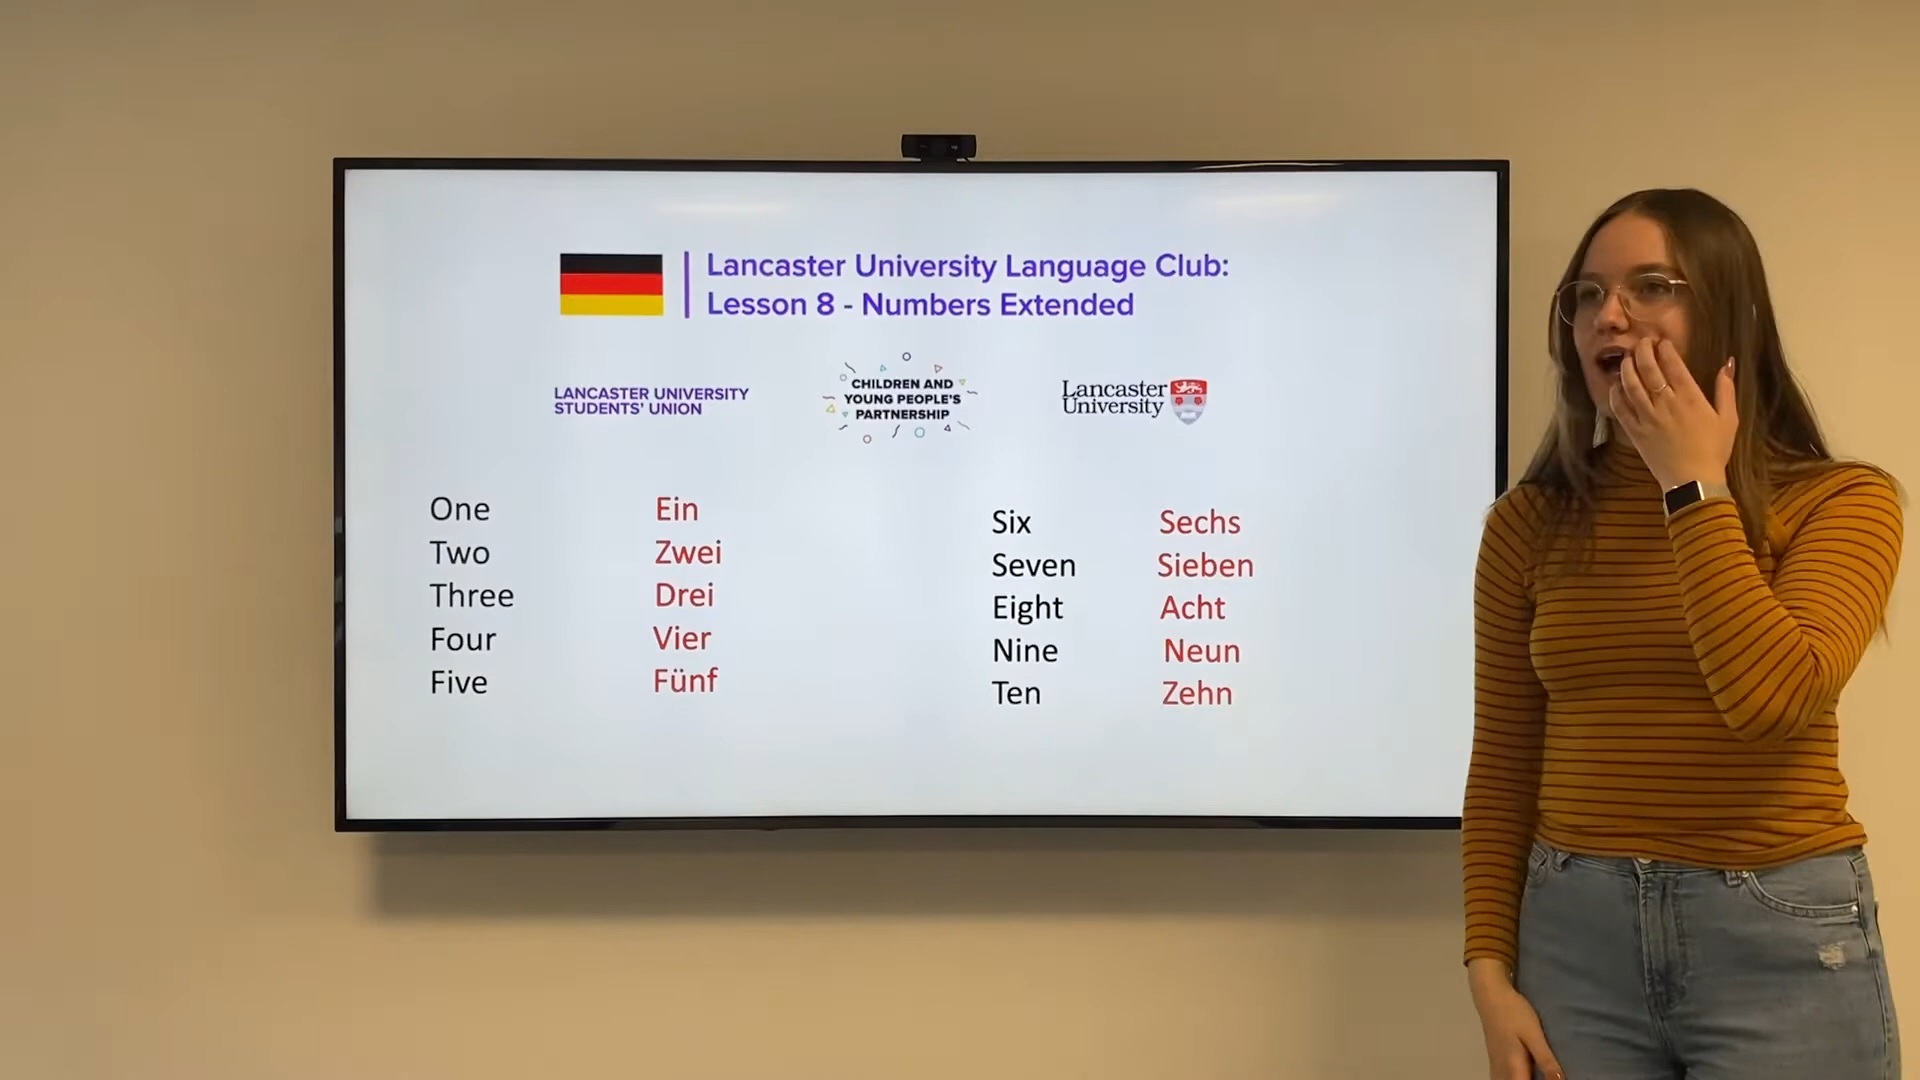 Lancaster University Language Club:
Lesson 8 - Numbers Extended
LANCASTER UNIVERSITY
STUDENTS' UNION
CHILDREN AND
YOUNG PEOPLE'S
PARTNERSHIP
Lancaster
University
One Ein
Two Zwei
Three Drei
Four Vier
Five Fünf
Six Sechs
Seven Sieben
Eight Acht
Nine Neun
Ten Zehn